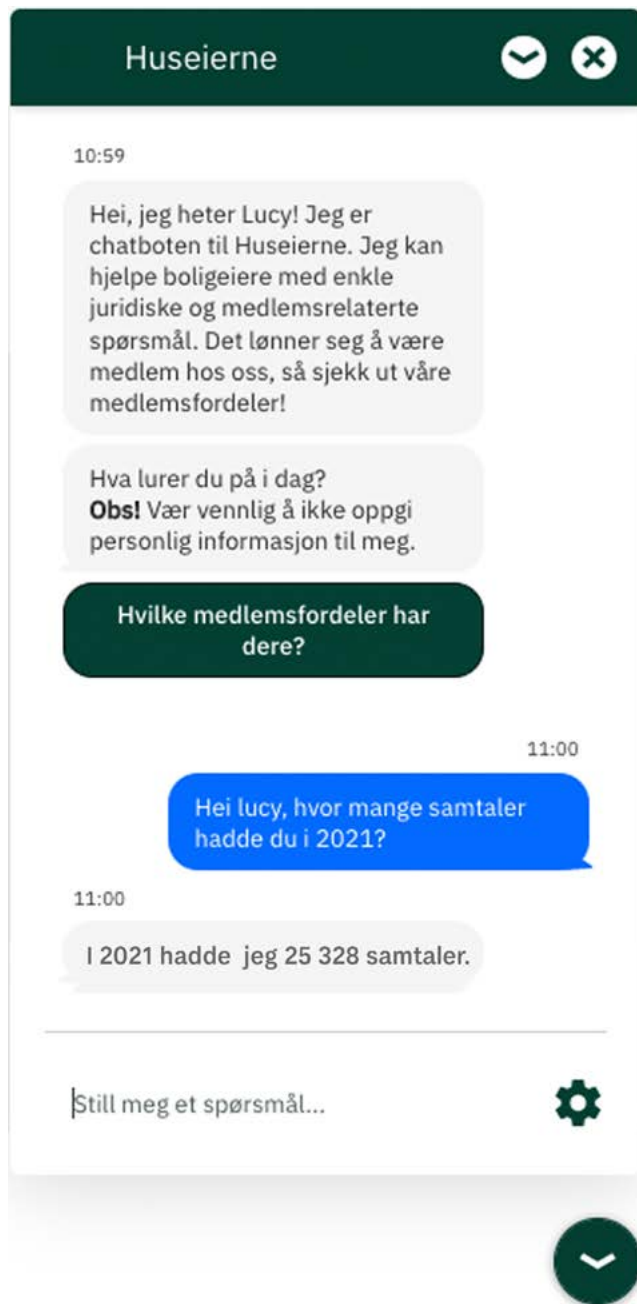 Huseierne
10:59
Hei, jeg heter Lucy! Jeg er
chatboten til Huseierne. Jeg kan
hjelpe boligeiere med enkle
juridiske og medlemsrelaterte
spørsmål. Det lønner seg å være
medlem hos oss, så sjekk ut våre
medlemsfordeler!
Hva lurer du på i dag?
Obs! Vær vennlig å ikke oppgi
personlig informasjon til meg.
Hvilke medlemsfordeler har
dere?
11:00
Hei lucy, hvor mange samtaler
hadde du i 2021?
11:00
I 2021 hadde  jeg 25 328 samtaler.
Still meg et spørsmål...